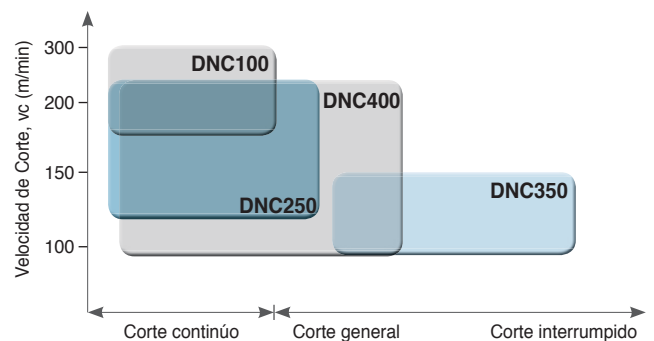 Velocidad de Corte, vc (m/min)
300
200
150
100
DNC100
DNC400
DNC250
DNC350
Corte continúo
Corte general
Corte interrumpido